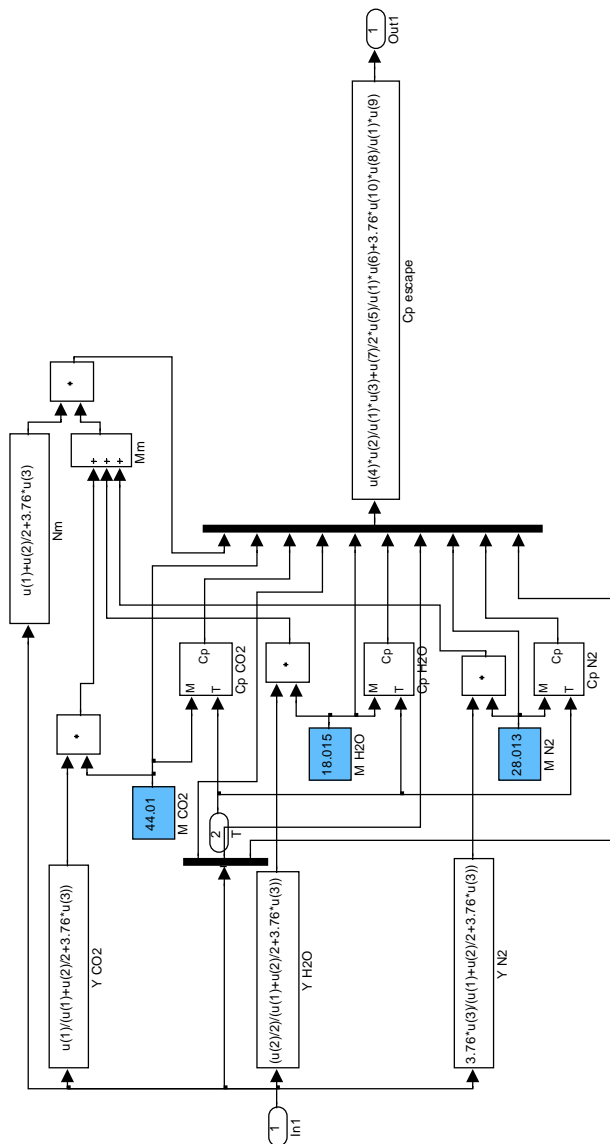 u(1)+u(2)/2+3.76*u(3)
Nm
*
+
+
+
Mm
u(1)/(u(1)+u(2)/2+3.76*u(3))
Y CO2
*
44.01
M CO2
T
M
Cp
Cp CO2
2
T
1
In1
(u(2)/2)/(u(1)+u(2)/2+3.76*u(3))
Y H2O
*
18.015
M H2O
M
T
Cp
Cp H2O
u(4)*u(2)/u(1)*u(3)+u(7)/2*u(5)/u(1)*u(6)+3.76*u(10)*u(8)/u(1)*u(9)
Cp escape
1
Out1
3.76*u(3)/(u(1)+u(2)/2+3.76*u(3))
Y N2
*
28.013
M N2
M
T
Cp
Cp N2